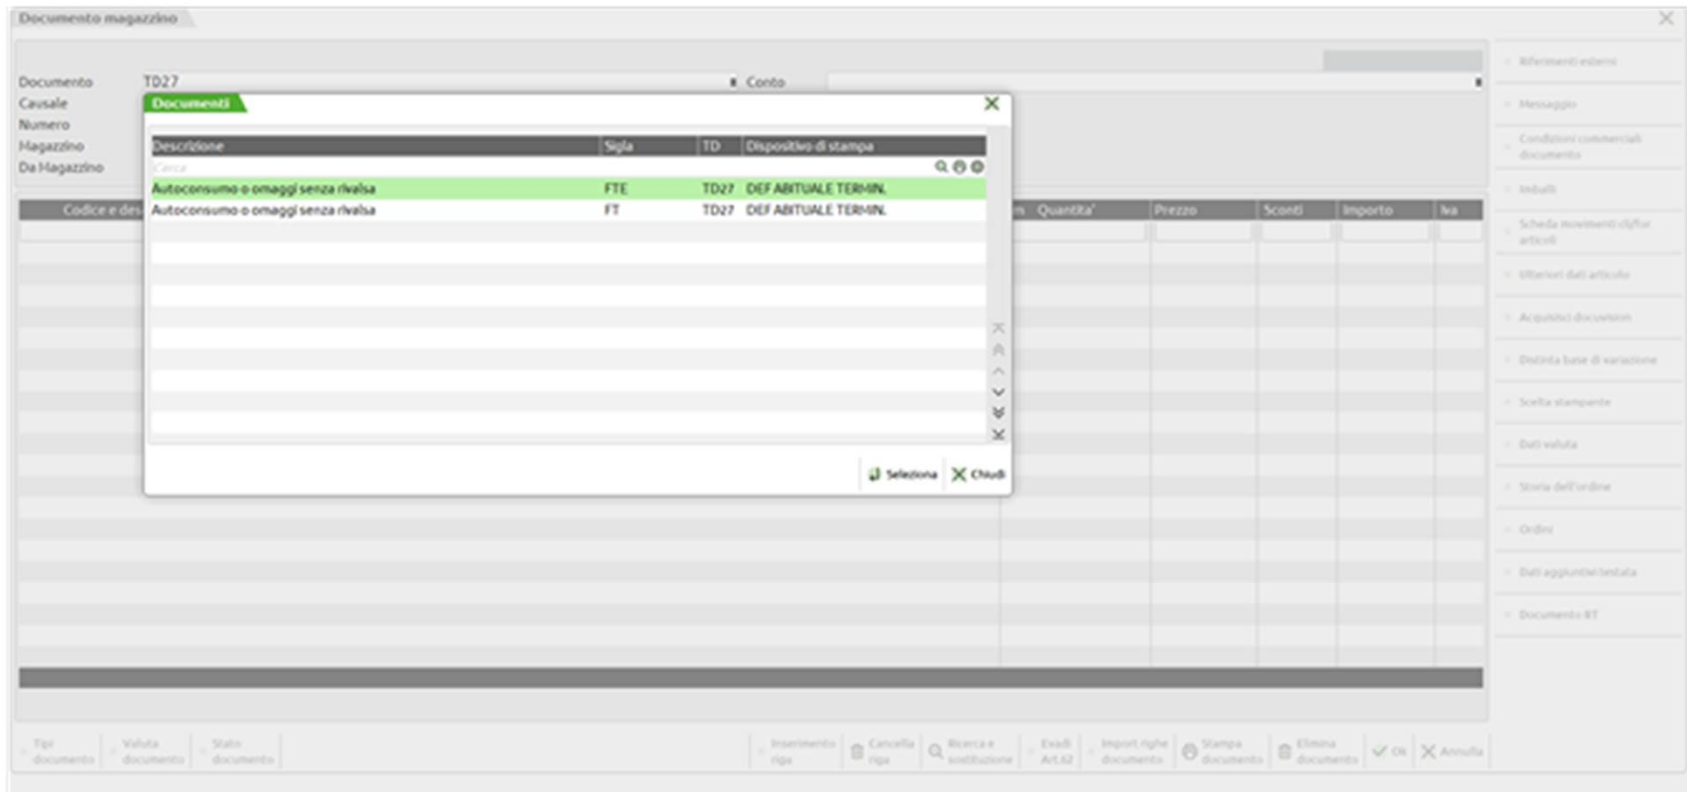 Documento magazzino
Documento TD27 Conto
Causale
Numero
Magazzino
Da Magazzino
Documenti
Descrizione Sigla TD Dispositivo di stampa
Cerca
Autoconsumo o omaggi senza rivalsa FTE TD27 DEF ABITUALE TERMIN.
Autoconsumo o omaggi senza rivalsa FT TD27 DEF ABITUALE TERMIN.
Seleziona Chiudi
Codice e des Quantita' Prezzo Sconti Importo Iva
Riferimenti esterni
Messaggio
Condizioni commerciali
documento
Imballi
Scheda movimenti cli/for
articoli
Ulteriori dati articolo
Acquisisci docuvision
Distinta base di variazione
Scelta stampante
Dati valuta
Storia dell'ordine
Ordini
Dati aggiuntivi testata
Documento RT
Tipi
documento
Valuta
documento
Stato
documento
Inserimento
riga
Cancella
riga
Ricerca e
sostituzione
Evadi
Art.62
Import righe
documento
Stampa
documento
Elimina
documento
Ok
Annulla